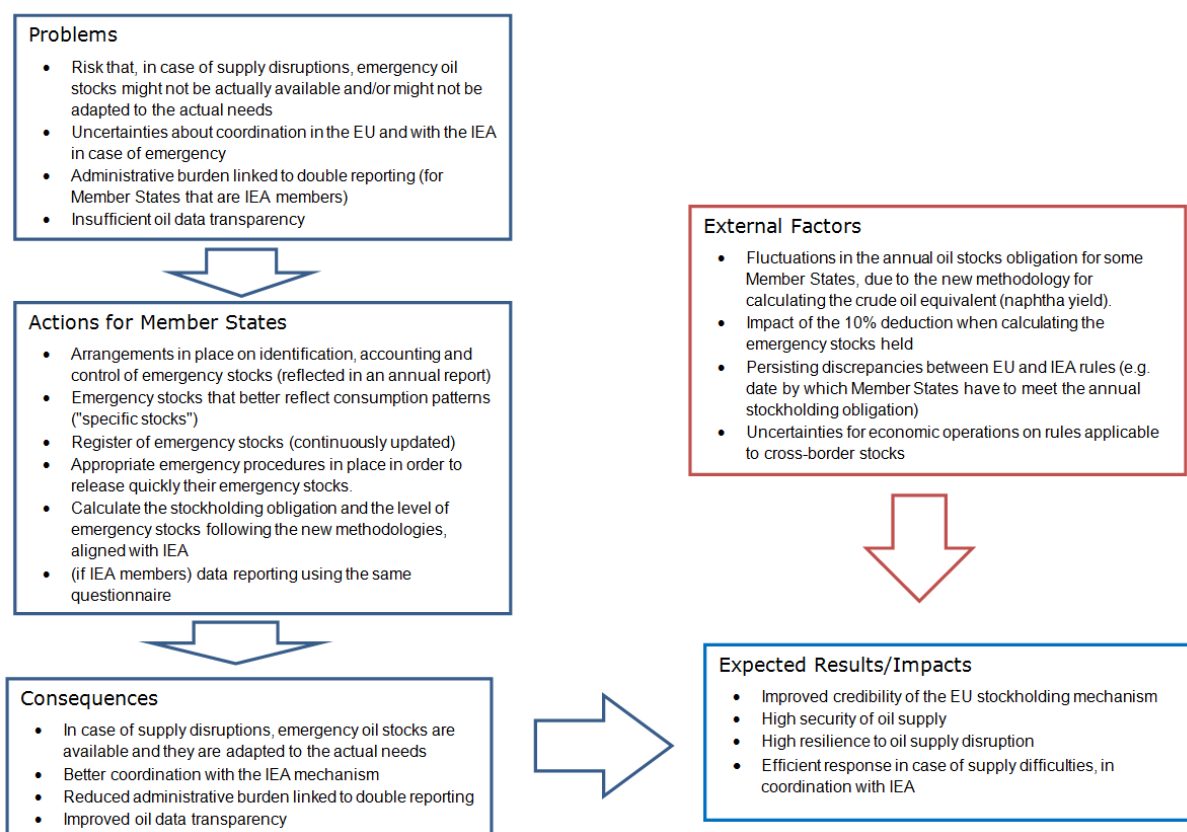 Problems
• Risk that, in case of supply disruptions, emergency oil
stocks might not be actually available and/or might not be
adapted to the actual needs
• Uncertainties about coordination in the EU and with the IEA
in case of emergency
• Administrative burden linked to double reporting (for
Member States that are IEA members)
• Insufficient oil data transparency
Actions for Member States
• Arrangements in place on identification, accounting and
control of emergency stocks (reflected in an annual report)
• Emergency stocks that better reflect consumption patterns
("specific stocks")
• Register of emergency stocks (continuously updated)
• Appropriate emergency procedures in place in order to
release quickly their emergency stocks.
• Calculate the stockholding obligation and the level of
emergency stocks following the new methodologies,
aligned with IEA
• (if IEA members) data reporting using the same
questionnaire
Consequences
• In case of supply disruptions, emergency oil stocks are
available and they are adapted to the actual needs
• Better coordination with the IEA mechanism
• Reduced administrative burden linked to double reporting
• Improved oil data transparency
External Factors
• Fluctuations in the annual oil stocks obligation for some
Member States, due to the new methodology for
calculating the crude oil equivalent (naphtha yield).
• Impact of the 10% deduction when calculating the
emergency stocks held
• Persisting discrepancies between EU and IEA rules (e.g.
date by which Member States have to meet the annual
stockholding obligation)
• Uncertainties for economic operations on rules applicable
to cross-border stocks
Expected Results/Impacts
• Improved credibility of the EU stockholding mechanism
• High security of oil supply
• High resilience to oil supply disruption
• Efficient response in case of supply difficulties, in
coordination with IEA